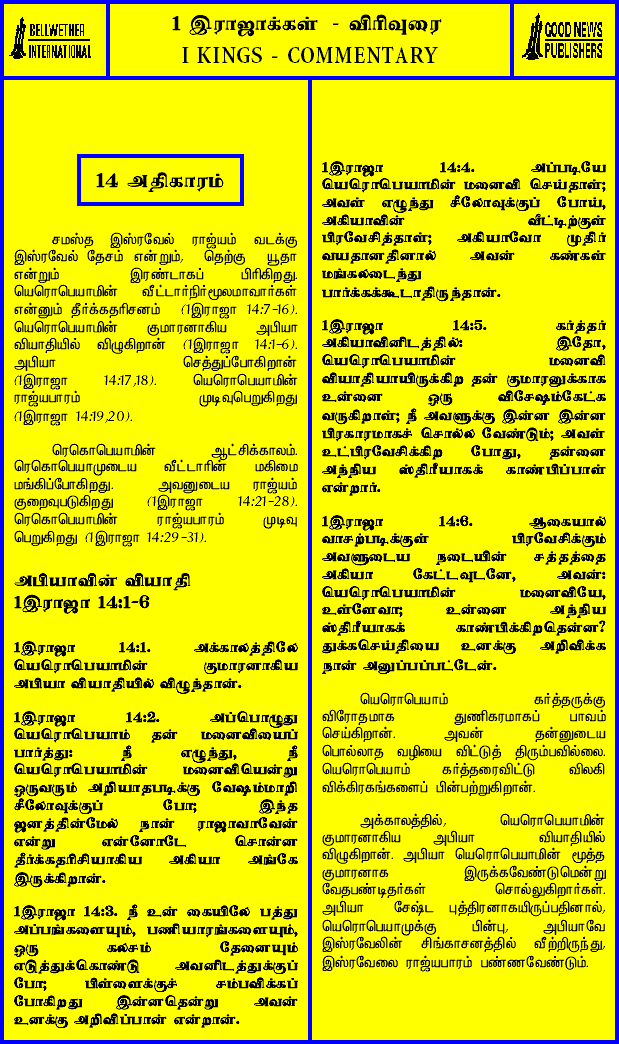 BELLWETHER
INTERNATIONAL
1 இராஜாக்கள் - விரிவுரை
I KINGS - COMMENTARY
GOOD NEWS
PUBLISHERS
14 அதிகாரம்
சமஸ்த இஸ்ரவேல் ராஜ்யம் வடக்கு
இஸ்ரவேல் தேசம் என்றும், தெற்கு யூதா
என்றும் இரண்டாகப் பிரிகிறது.
யெரொபெயாமின் வீட்டார்நிர்மூலமாவார்கள்
என்னும் தீர்க்கதரிசனம் (1இராஜா 14:7-16).
யெரொபெயாமின் குமாரனாகிய அபியா
வியாதியில் விழுகிறான் (1இராஜா 14:1-6).
அபியா செத்துப்போகிறான்
(1இராஜா 14:17,18). யெரொபெயாமின்
ராஜ்யபாரம் முடிவுபெறுகிறது
(1இராஜா 14:19,20).
ரெகொபெயாமின் ஆட்சிக்காலம்.
ரெகொபெயாமுடைய வீட்டாரின் மகிமை
மங்கிப்போகிறது. அவனுடைய ராஜ்யம்
குறைவுபடுகிறது (1இராஜா 14:21-28).
ரெகொபெயாமின் ராஜ்யபாரம் முடிவு
பெறுகிறது (1இராஜா 14:29-31).
அபியாவின் வியாதி
1இராஜா 14:1-6
1இராஜா 14:1. அக்காலத்திலே
யெரொபெயாமின் குமாரனாகிய
அபியா வியாதியில் விழுந்தான்.
1இராஜா 14:2. அப்பொழுது
யெரொபெயாம் தன் மனைவியைப்
பார்த்து: நீ எழுந்து, நீ
யெரொபெயாமின் மனைவியென்று
ஒருவரும் அறியாதபடிக்கு வேஷம்மாறி
சீலோவுக்குப் போ; இந்த
ஜனத்தின்மேல் நான் ராஜாவாவேன்
என்று என்னோடே சொன்ன
தீர்க்கதரிசியாகிய அகியா அங்கே
இருக்கிறான்.
1இராஜா 14:3. நீ உன் கையிலே பத்து
அப்பங்களையும், பணியாரங்களையும்,
ஒரு கலசம் தேனையும்
எடுத்துக்கொண்டு அவனிடத்துக்குப்
போ; பிள்ளைக்குச் சம்பவிக்கப்
போகிறது இன்னதென்று அவன்
உனக்கு அறிவிப்பான் என்றான்.
1இராஜா 14:4. அப்படியே
யெரொபெயாமின் மனைவி செய்தாள்;
அவள் எழுந்து சீலோவுக்குப் போய்,
அகியாவின் வீட்டிற்குள்
பிரவேசித்தாள்; அகியாவோ முதிர்
வயதானதினால் அவன் கண்கள்
மங்கலடைந்து
பார்க்கக்கூடாதிருந்தான்.
1இராஜா 14:5. கர்த்தர்
அகியாவினிடத்தில்: இதோ,
யெரொபெயாமின் மனைவி
வியாதியாயிருக்கிற தன் குமாரனுக்காக
உன்னை ஒரு விசேஷம்கேட்க
வருகிறாள்; நீ அவளுக்கு இன்ன இன்ன
பிரகாரமாகச் சொல்ல வேண்டும்; அவள்
உட்பிரவேசிக்கிற போது, தன்னை
அந்நிய ஸ்திரீயாகக் காண்பிப்பாள்
என்றார்.
1இராஜா 14:6. ஆகையால்
வாசற்படிக்குள் பிரவேசிக்கும்
அவளுடைய நடையின் சத்தத்தை
அகியா கேட்டவுடனே, அவன்:
யெரொபெயாமின் மனைவியே,
உள்ளேவா; உன்னை அந்நிய
ஸ்திரீயாகக் காண்பிக்கிறதென்ன?
துக்கசெய்தியை உனக்கு அறிவிக்க
நான் அனுப்பப்பட்டேன்.
யெரொபெயாம் கர்த்தருக்கு
விரோதமாக துணிகரமாகப் பாவம்
செய்கிறான். அவன் தன்னுடைய
பொல்லாத வழியை விட்டுத் திரும்பவில்லை.
யெரொபெயாம் கர்த்தரைவிட்டு விலகி
விக்கிரகங்களைப் பின்பற்றுகிறான்.
அக்காலத்தில், யெரொபெயாமின்
குமாரனாகிய அபியா வியாதியில்
விழுகிறான். அபியா யெரொபெயாமின் மூத்த
குமாரனாக இருக்கவேண்டுமென்று
வேதபண்டிதர்கள் சொல்லுகிறார்கள்.
அபியா சேஷ்ட புத்திரனாகயிருப்பதினால்,
யெரொபெயாமுக்கு பின்பு, அபியாவே
இஸ்ரவேலின் சிங்காசனத்தில் வீற்றிருந்து,
இஸ்ரவேலை ராஜ்யபாரம் பண்ணவேண்டும்.